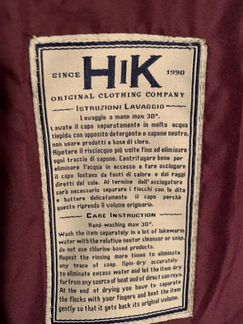 SINCE HIK 1990
ORIGINAL CLOTHING COMPANY
ISTRUZIONI LAVAGGIO
Lavaggio a mano max 30°.
Lavate il capo separatamente in molta acqua
tiepida con apposito detergente o sapone neutro,
non usare prodotti a base di cloro.
Ripetere il risciacquo più volte fino ad eliminare
ogni traccia di sapone. Centrifugare bene per
eliminare l'acqua in eccesso e fare asciugare
il capo lontano da fonti di calore e dai raggi
diretti del sole. Al termine dell'asciugatura
sarà necessario separare i fiocchi con le dita
e battere delicatamente il capo perchè
questo riprenda il volume originario.
CARE INSTRUCTION
Hand-washing max 30°.
Wash the item separately in a lot of lukewarm
water with the relative neuter cleanser or soap,
do not use chlorine-based products.
Repeat the rinsing more times to eliminate
any trace of soap. Spin-dry accurately
to eliminate excess water and let the item dry
far from any source of heat and of direct sun rays.
At the end of drying you have to separate
the flocks with your fingers and beat the item
gently so that it gets back its original volume.